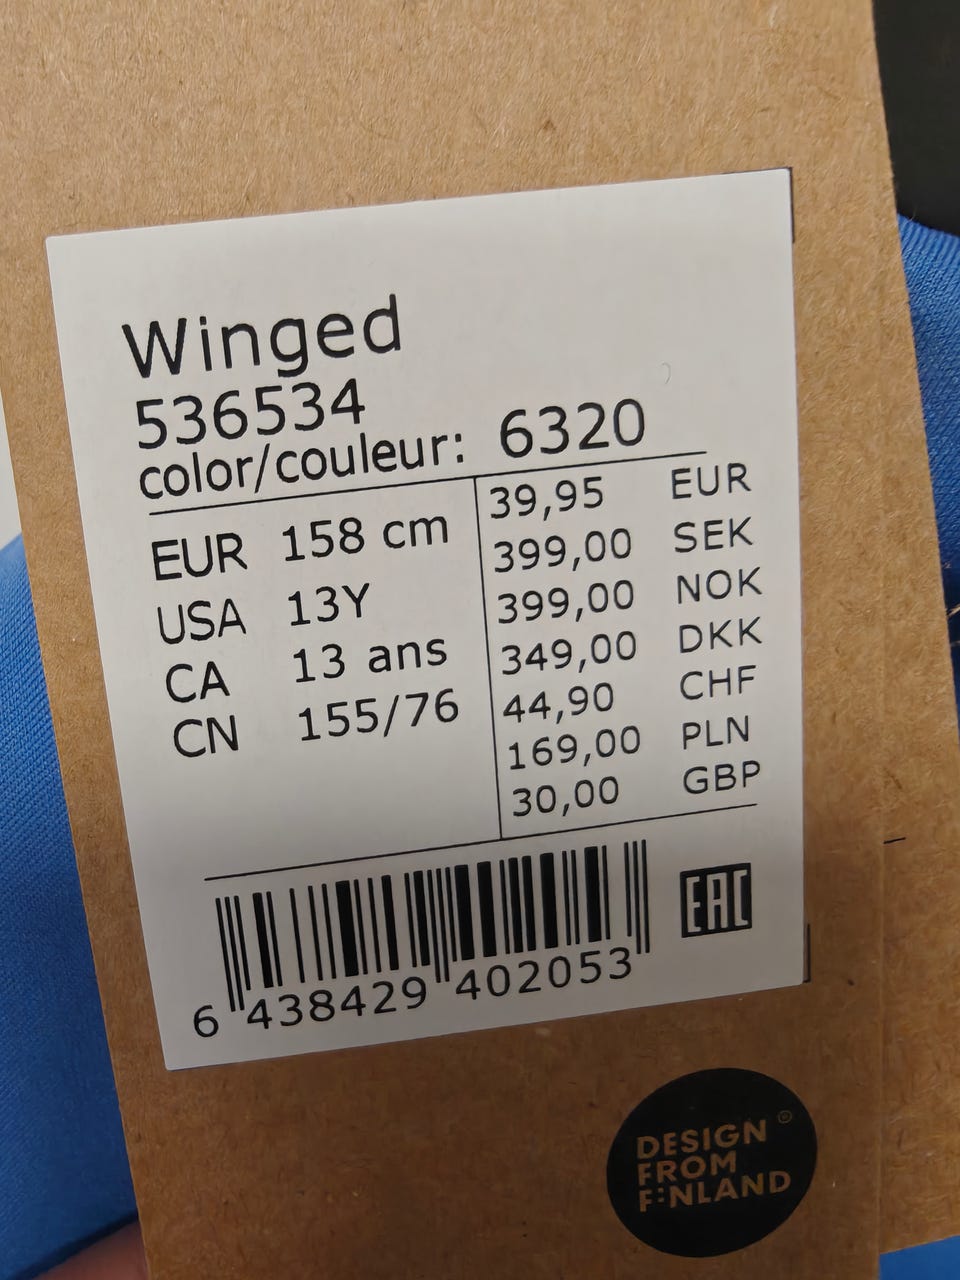 Winged
536534
color/couleur: 6320
EUR 158 cm
USA 13Y
CA 13 ans
CN 155/76
39,95 EUR
399,00 SEK
399,00 NOK
349,00 DKK
44,90 CHF
169,00 PLN
30,00 GBP
6 438429 402053
EAC
DESIGN ®
FROM
FINLAND